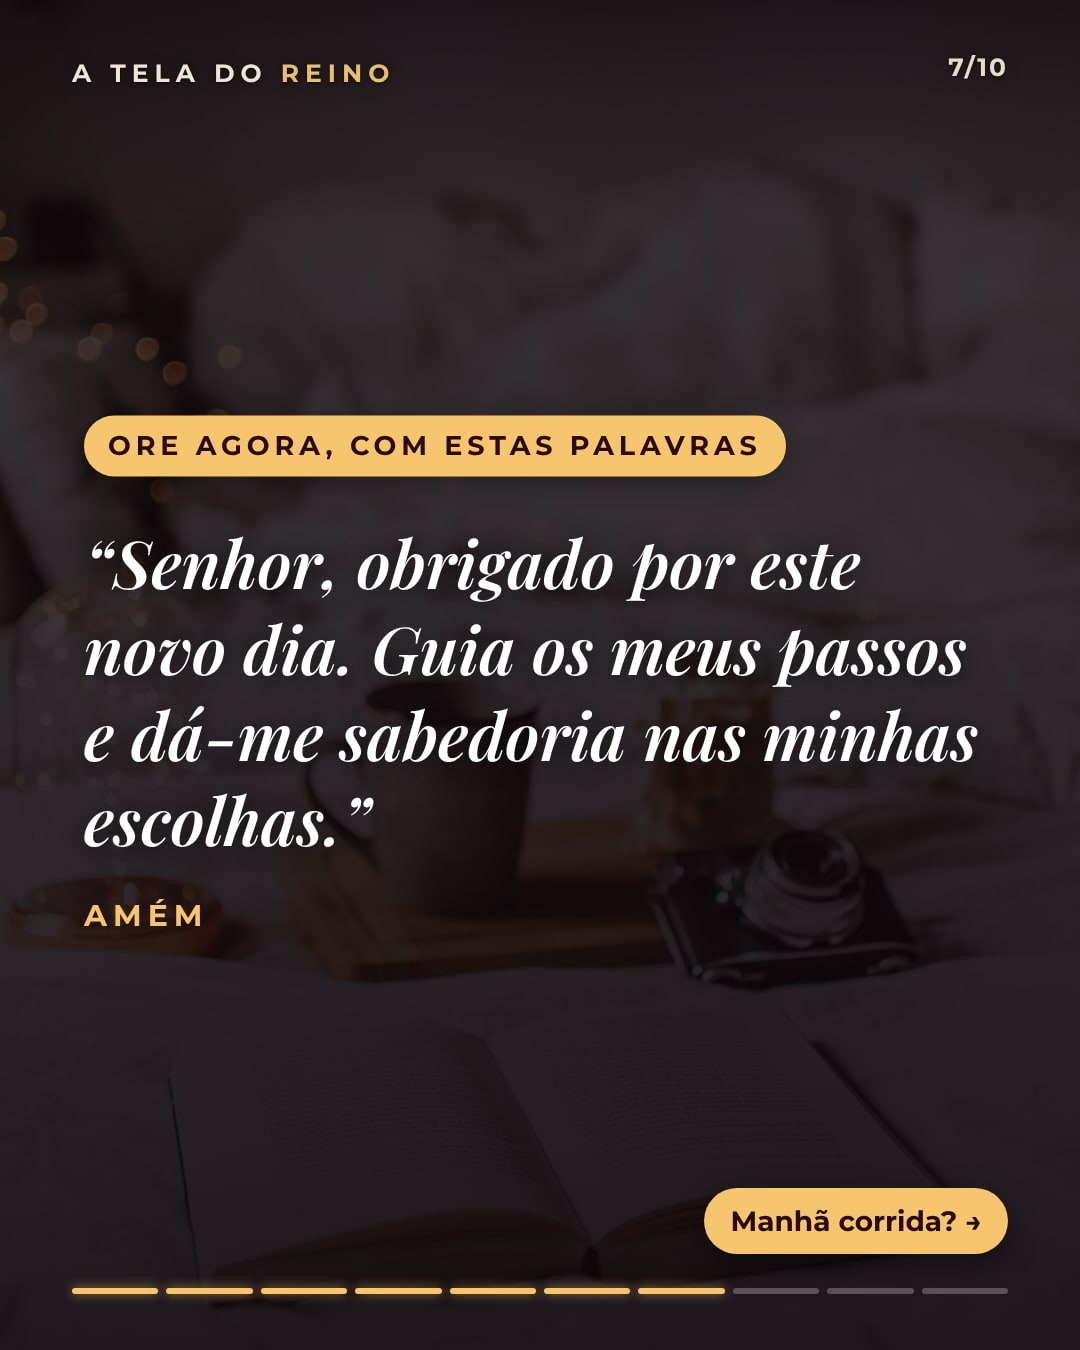 A TELA DO REINO
7/10
ORE AGORA, COM ESTAS PALAVRAS
“Senhor, obrigado por este
novo dia. Guia os meus passos
e dá-me sabedoria nas minhas
escolhas.”
AMÉM
Manhã corrida? →